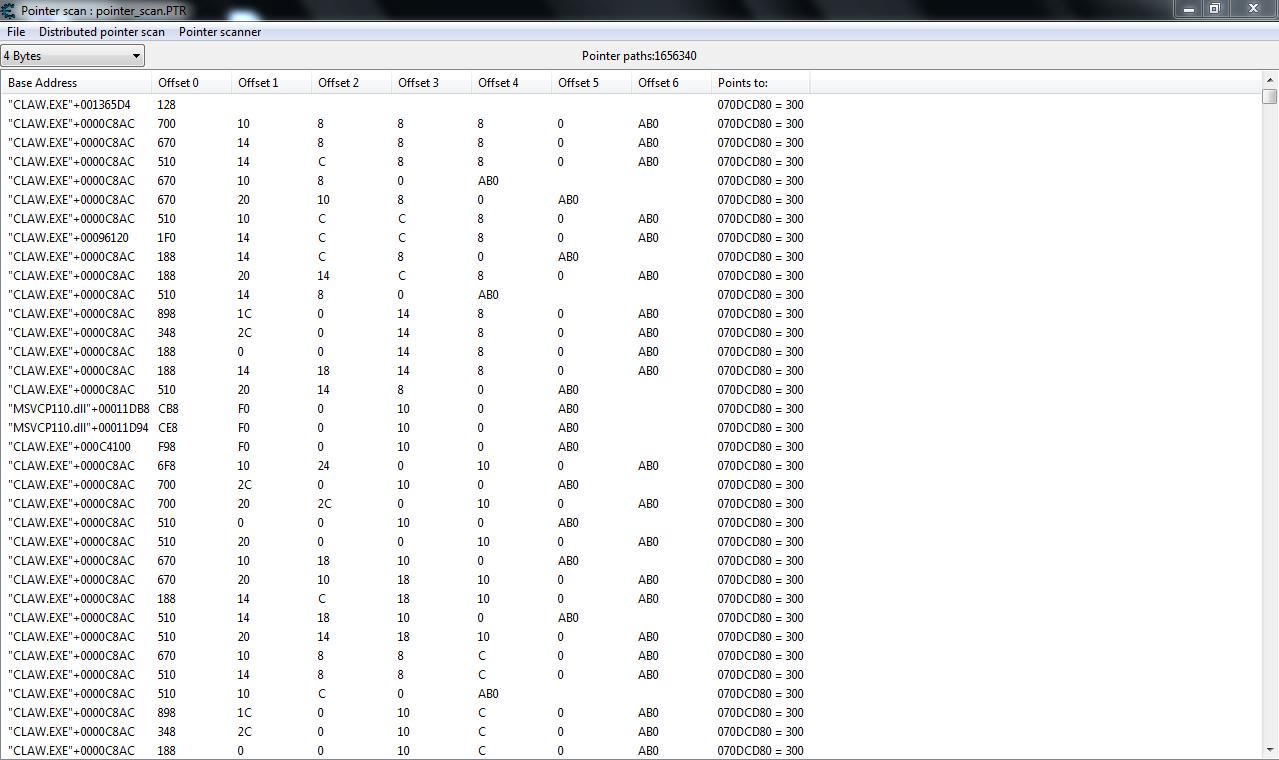 Pointer scan : pointer_scan.PTR
File Distributed pointer scan Pointer scanner
4 Bytes Pointer paths:1656340
Base Address Offset 0 Offset 1 Offset 2 Offset 3 Offset 4 Offset 5 Offset 6 Points to:
"CLAW.EXE"+001365D4 128 070DCD80 = 300
"CLAW.EXE"+0000C8AC 700 10 8 8 8 0 AB0 070DCD80 = 300
"CLAW.EXE"+0000C8AC 670 14 8 8 8 0 AB0 070DCD80 = 300
"CLAW.EXE"+0000C8AC 510 14 C 8 8 0 AB0 070DCD80 = 300
"CLAW.EXE"+0000C8AC 670 10 8 0 AB0 070DCD80 = 300
"CLAW.EXE"+0000C8AC 670 20 10 8 0 AB0 070DCD80 = 300
"CLAW.EXE"+0000C8AC 510 10 C C 8 0 AB0 070DCD80 = 300
"CLAW.EXE"+00096120 1F0 14 C C 8 0 AB0 070DCD80 = 300
"CLAW.EXE"+0000C8AC 188 14 C 8 0 AB0 070DCD80 = 300
"CLAW.EXE"+0000C8AC 188 20 14 C 8 0 AB0 070DCD80 = 300
"CLAW.EXE"+0000C8AC 510 14 8 0 AB0 070DCD80 = 300
"CLAW.EXE"+0000C8AC 898 1C 0 14 8 0 AB0 070DCD80 = 300
"CLAW.EXE"+0000C8AC 348 2C 0 14 8 0 AB0 070DCD80 = 300
"CLAW.EXE"+0000C8AC 188 0 0 14 8 0 AB0 070DCD80 = 300
"CLAW.EXE"+0000C8AC 188 14 18 14 8 0 AB0 070DCD80 = 300
"CLAW.EXE"+0000C8AC 510 20 14 8 0 AB0 070DCD80 = 300
"MSVCP110.dll"+00011DB8 CB8 F0 0 10 0 AB0 070DCD80 = 300
"MSVCP110.dll"+00011D94 CE8 F0 0 10 0 AB0 070DCD80 = 300
"CLAW.EXE"+000C4100 F98 F0 0 10 0 AB0 070DCD80 = 300
"CLAW.EXE"+0000C8AC 6F8 10 24 0 10 0 AB0 070DCD80 = 300
"CLAW.EXE"+0000C8AC 700 2C 0 10 0 AB0 070DCD80 = 300
"CLAW.EXE"+0000C8AC 700 20 2C 0 10 0 AB0 070DCD80 = 300
"CLAW.EXE"+0000C8AC 510 0 0 10 0 AB0 070DCD80 = 300
"CLAW.EXE"+0000C8AC 510 20 0 0 10 0 AB0 070DCD80 = 300
"CLAW.EXE"+0000C8AC 670 10 18 10 0 AB0 070DCD80 = 300
"CLAW.EXE"+0000C8AC 670 20 10 18 10 0 AB0 070DCD80 = 300
"CLAW.EXE"+0000C8AC 188 14 C 18 10 0 AB0 070DCD80 = 300
"CLAW.EXE"+0000C8AC 510 14 18 10 0 AB0 070DCD80 = 300
"CLAW.EXE"+0000C8AC 510 20 14 18 10 0 AB0 070DCD80 = 300
"CLAW.EXE"+0000C8AC 670 10 8 8 C 0 AB0 070DCD80 = 300
"CLAW.EXE"+0000C8AC 510 14 8 8 C 0 AB0 070DCD80 = 300
"CLAW.EXE"+0000C8AC 510 10 C 0 AB0 070DCD80 = 300
"CLAW.EXE"+0000C8AC 898 1C 0 10 C 0 AB0 070DCD80 = 300
"CLAW.EXE"+0000C8AC 348 2C 0 10 C 0 AB0 070DCD80 = 300
"CLAW.EXE"+0000C8AC 188 0 0 10 C 0 AB0 070DCD80 = 300